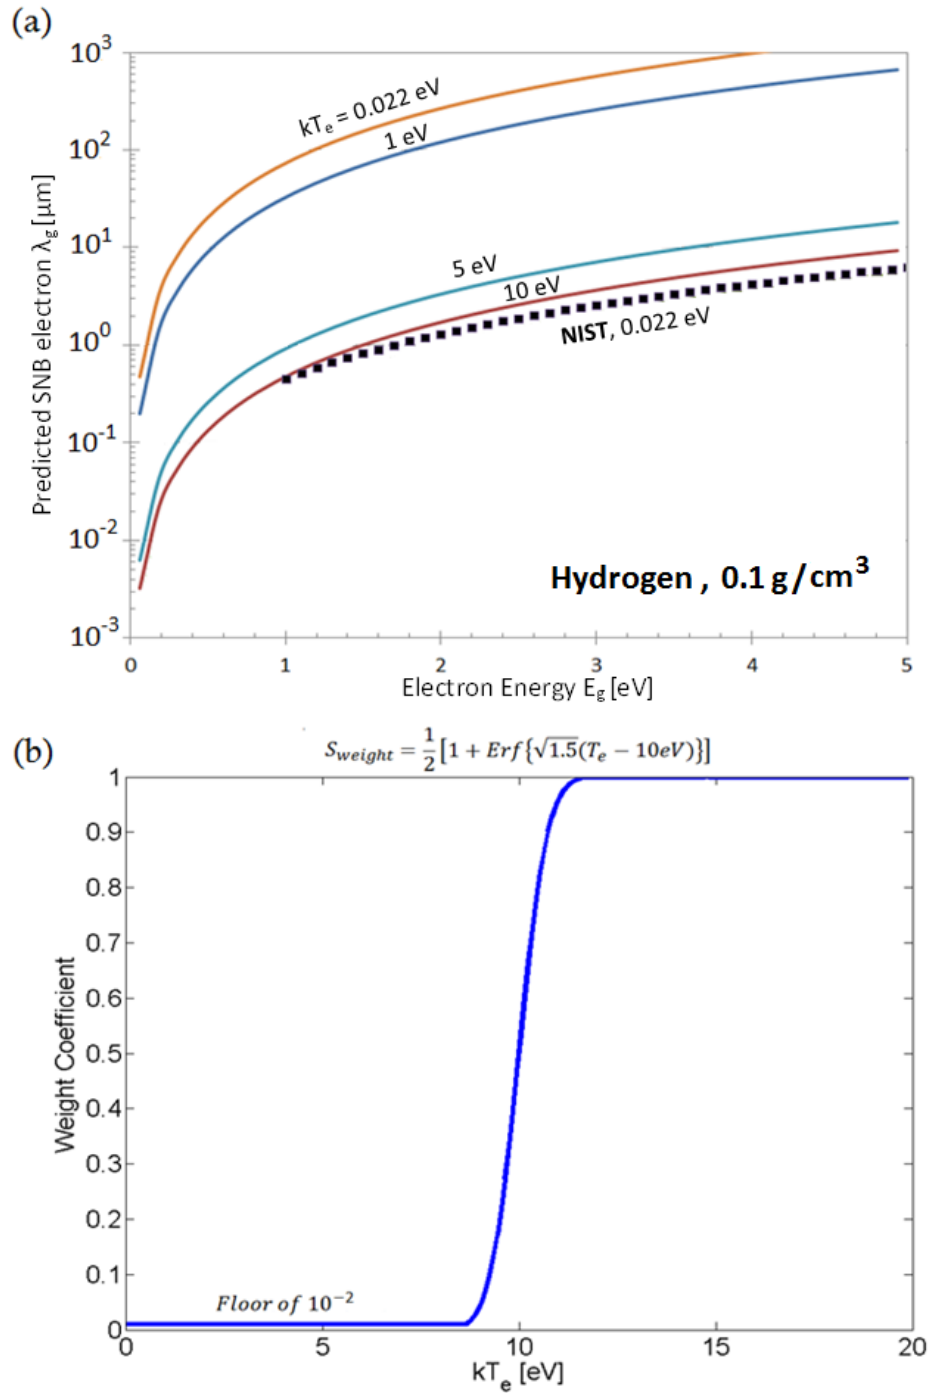 (a)
10³
10²
10¹
10⁰
10⁻¹
10⁻²
10⁻³
Predicted SNB electron λg [μm]
kTe = 0.022 eV
1 eV
5 eV
10 eV
NIST, 0.022 eV
Hydrogen , 0.1 g/cm³
0 1 2 3 4 5
Electron Energy Eg [eV]
(b)
S_weight = 1/2 [1 + Erf{√1.5(Te − 10eV)}]
1
0.9
0.8
0.7
0.6
0.5
0.4
0.3
0.2
0.1
0
Weight Coefficient
Floor of 10⁻²
0 5 10 15 20
kTe [eV]